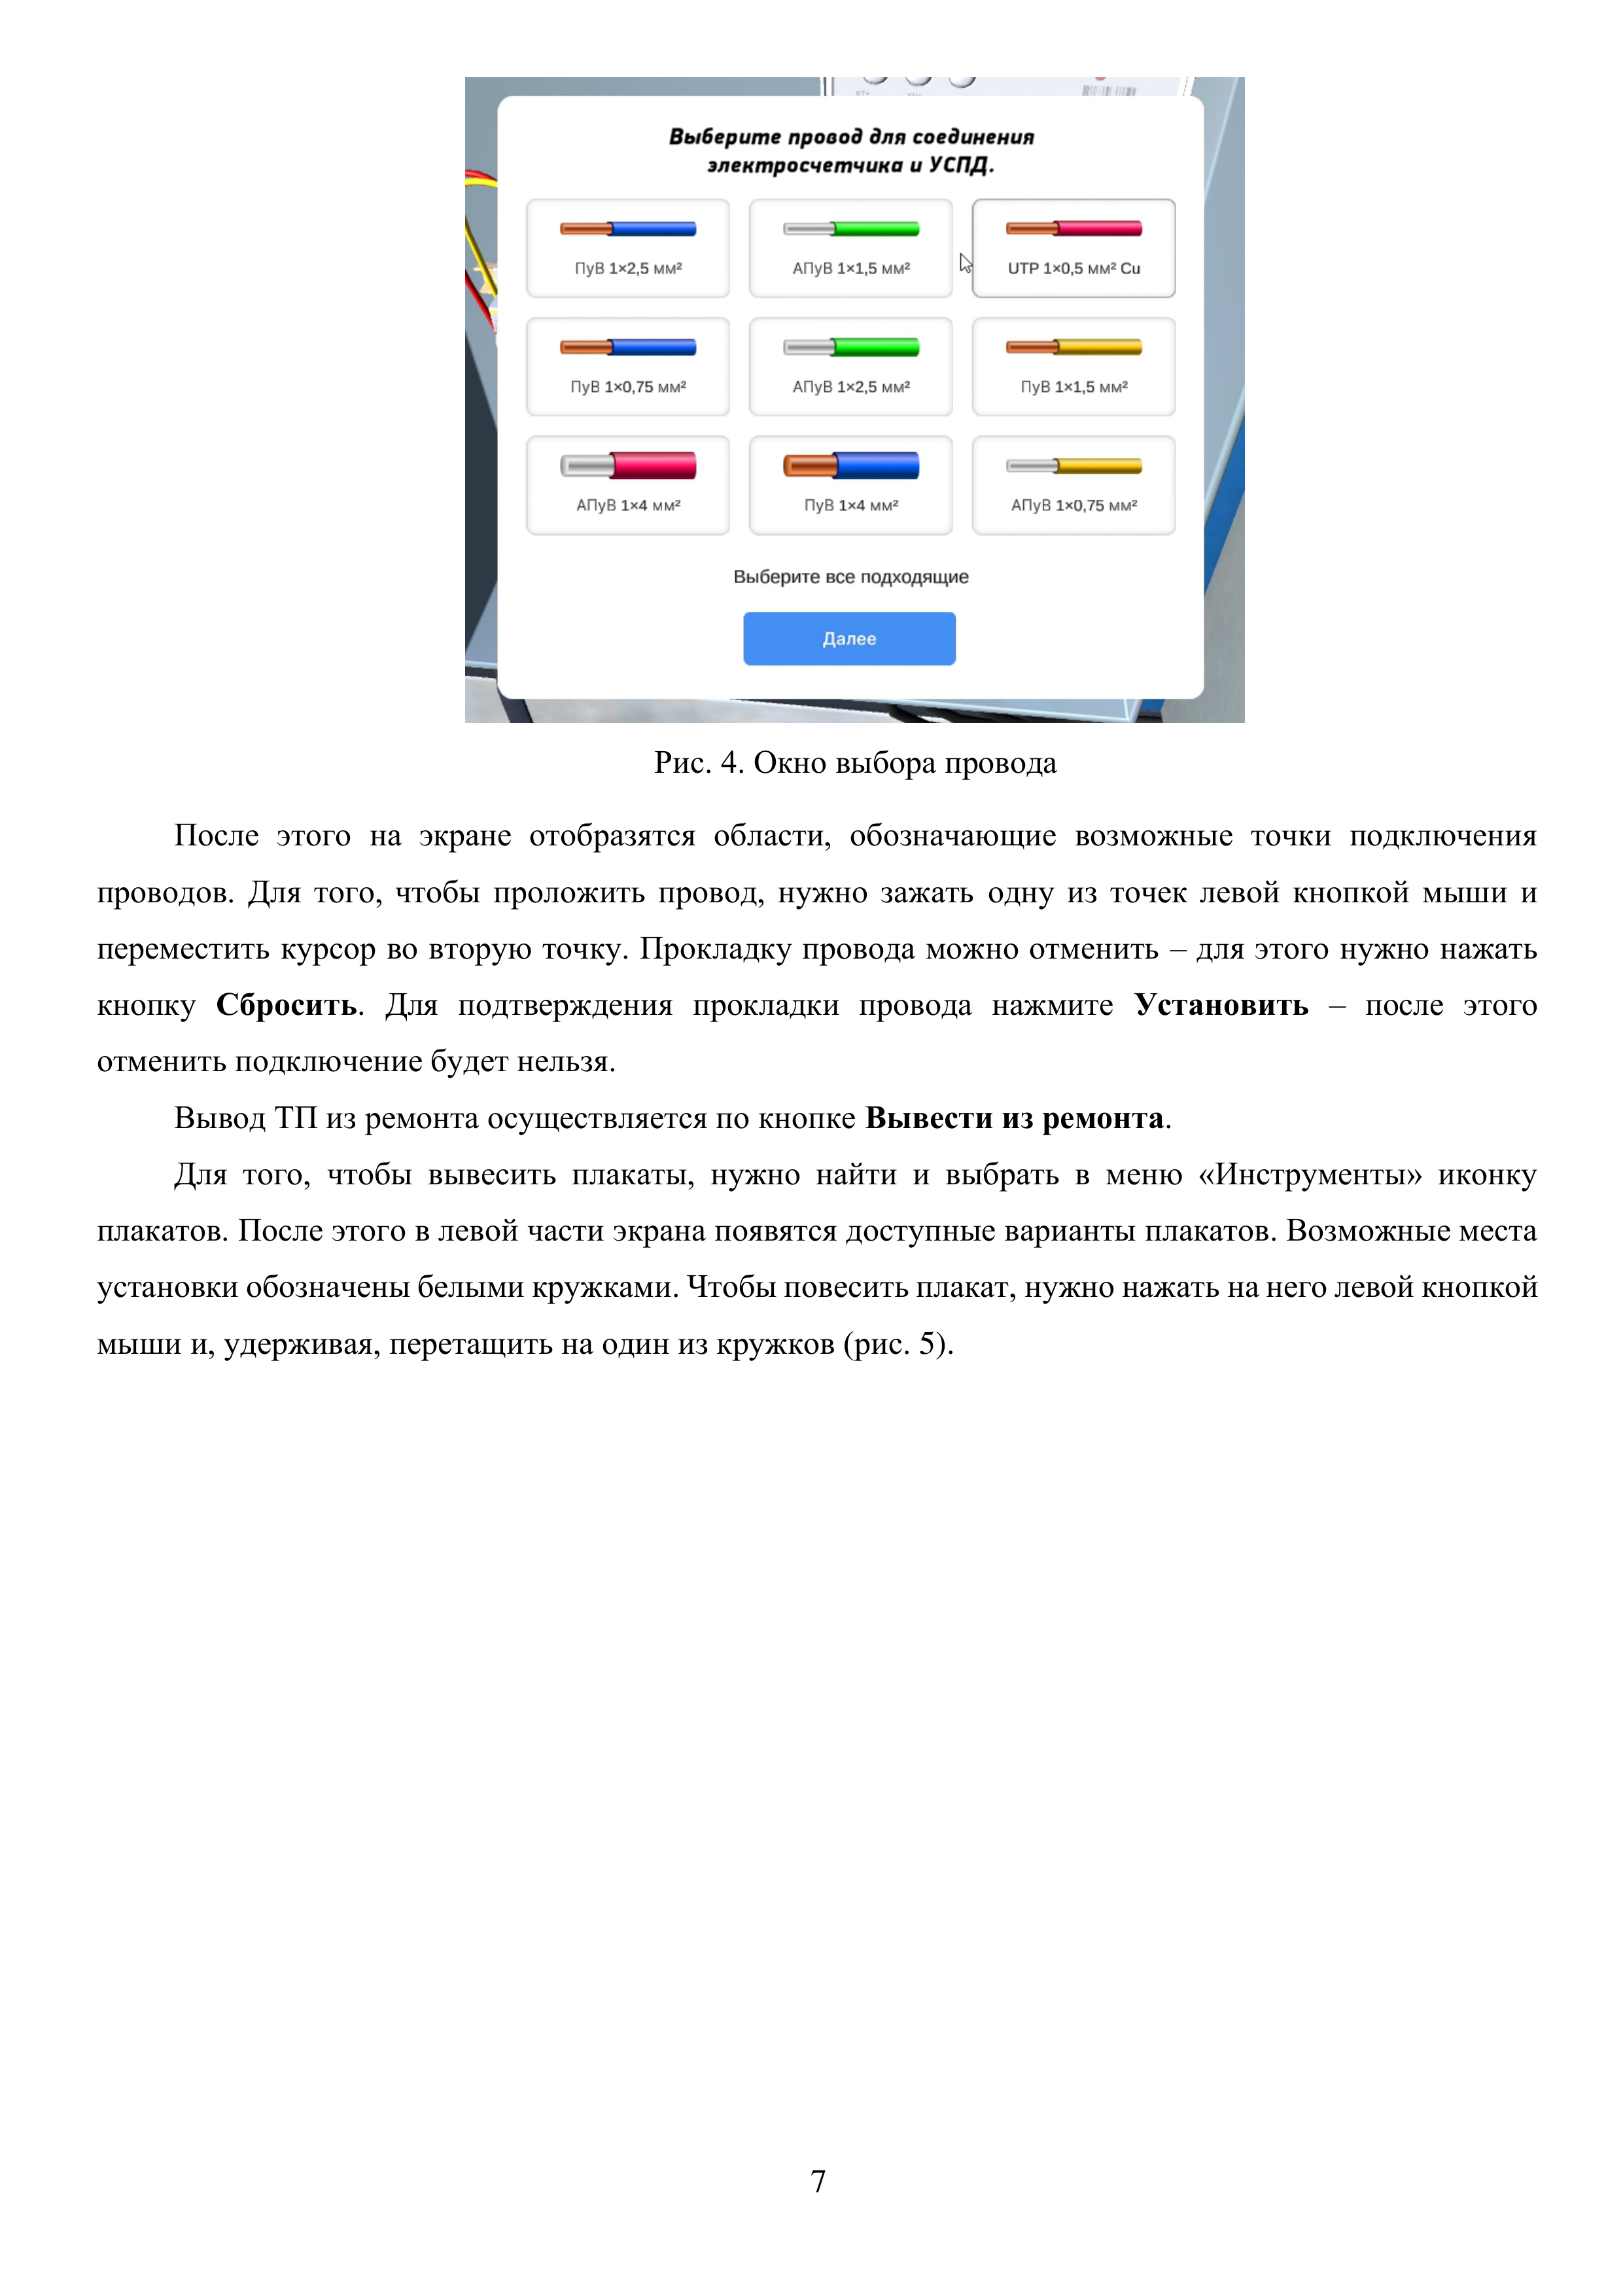 Выберите провод для соединения
электросчетчика и УСПД.
ПуВ 1×2,5 мм²
АПуВ 1×1,5 мм²
UTP 1×0,5 мм² Cu
ПуВ 1×0,75 мм²
АПуВ 1×2,5 мм²
ПуВ 1×1,5 мм²
АПуВ 1×4 мм²
ПуВ 1×4 мм²
АПуВ 1×0,75 мм²
Выберите все подходящие
Далее
Рис. 4. Окно выбора провода
После этого на экране отобразятся области, обозначающие возможные точки подключения
проводов. Для того, чтобы проложить провод, нужно зажать одну из точек левой кнопкой мыши и
переместить курсор во вторую точку. Прокладку провода можно отменить – для этого нужно нажать
кнопку Сбросить. Для подтверждения прокладки провода нажмите Установить – после этого
отменить подключение будет нельзя.
Вывод ТП из ремонта осуществляется по кнопке Вывести из ремонта.
Для того, чтобы вывесить плакаты, нужно найти и выбрать в меню «Инструменты» иконку
плакатов. После этого в левой части экрана появятся доступные варианты плакатов. Возможные места
установки обозначены белыми кружками. Чтобы повесить плакат, нужно нажать на него левой кнопкой
мыши и, удерживая, перетащить на один из кружков (рис. 5).
7